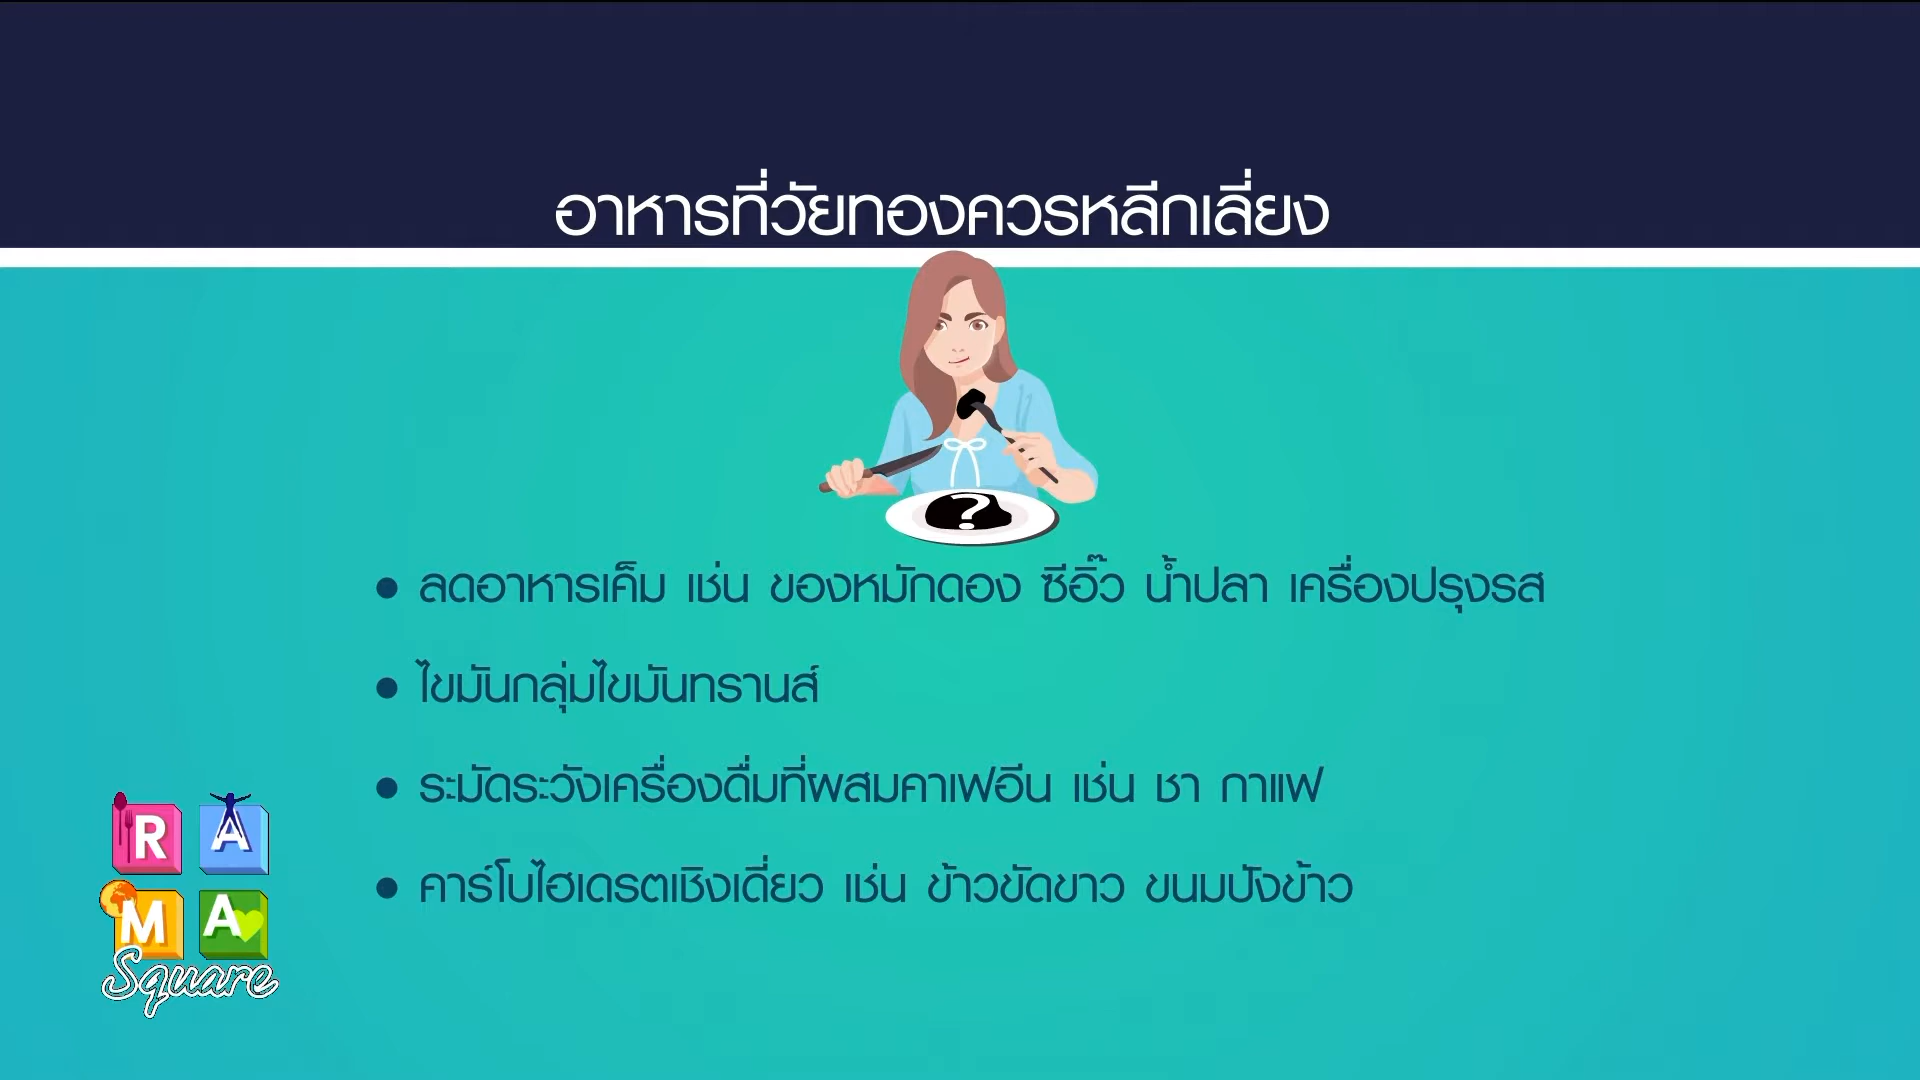 อาหารที่วัยทองควรหลีกเลี่ยง
?
● ลดอาหารเค็ม เช่น ของหมักดอง ซีอิ๊ว น้ำปลา เครื่องปรุงรส
● ไขมันกลุ่มไขมันทรานส์
● ระมัดระวังเครื่องดื่มที่ผสมคาเฟอีน เช่น ชา กาแฟ
● คาร์โบไฮเดรตเชิงเดี่ยว เช่น ข้าวขัดขาว ขนมปังข้าว
RA
MA
Square